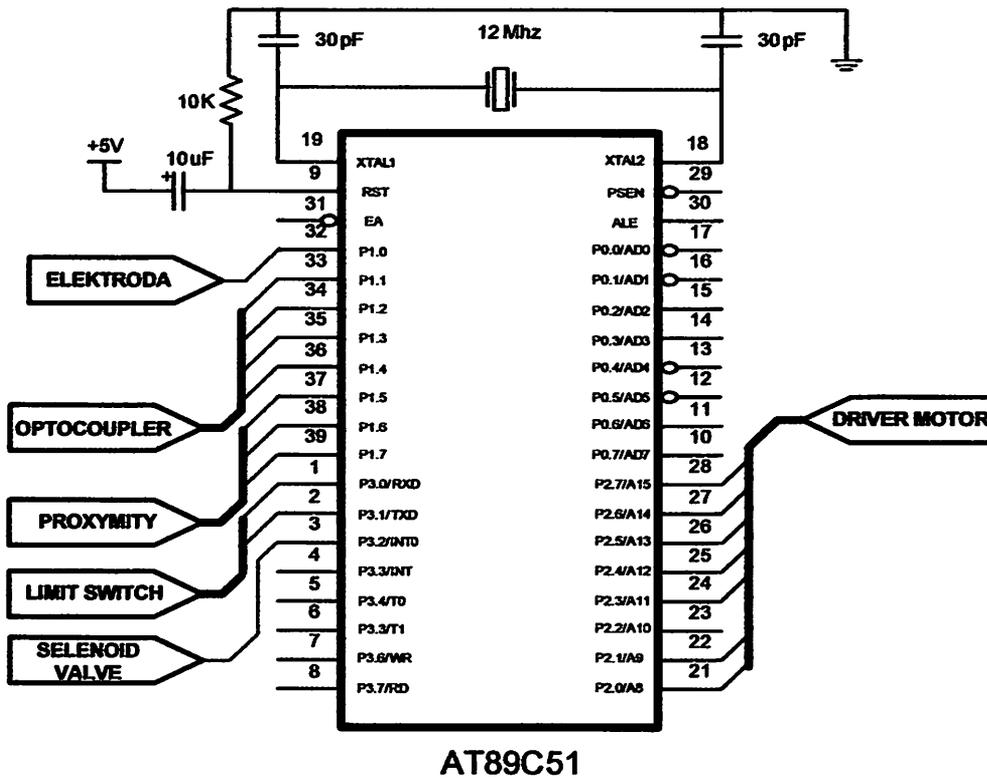 30pF
12 Mhz
30pF
10K
+5V
10uF
+
19
XTAL1
9
RST
31
EA
32
P1.0
33
P1.1
34
P1.2
35
P1.3
36
P1.4
37
P1.5
38
P1.6
39
P1.7
1
P3.0/RXD
2
P3.1/TXD
3
P3.2/INT0
4
P3.3/INT
5
P3.4/T0
6
P3.3/T1
7
P3.6/WR
8
P3.7/RD
18
XTAL2
29
PSEN
30
ALE
17
P0.0/AD0
16
P0.1/AD1
15
P0.2/AD2
14
P0.3/AD3
13
P0.4/AD4
12
P0.5/AD5
11
P0.6/AD6
10
P0.7/AD7
28
P2.7/A15
27
P2.6/A14
26
P2.5/A13
25
P2.4/A12
24
P2.3/A11
23
P2.2/A10
22
P2.1/A9
21
P2.0/A8
ELEKTRODA
OPTOCOUPLER
PROXYMITY
LIMIT SWITCH
SELENOID
VALVE
DRIVER MOTOR
AT89C51